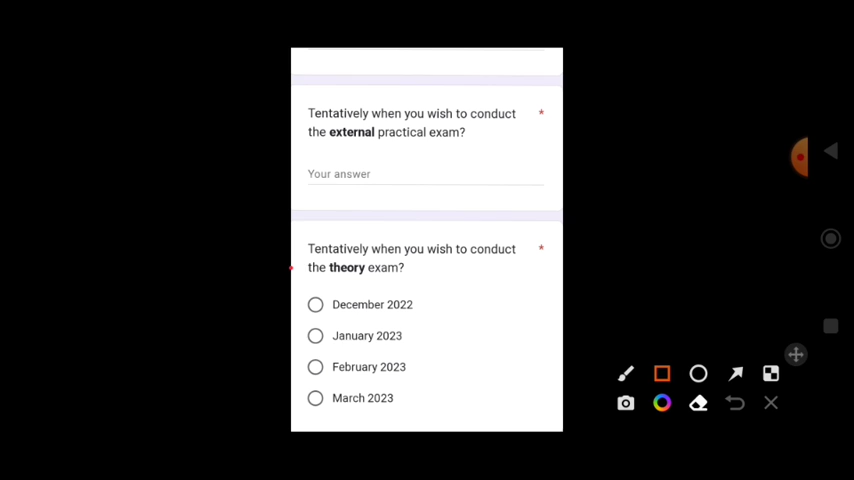 Tentatively when you wish to conduct *
the external practical exam?
Your answer
Tentatively when you wish to conduct *
the theory exam?
December 2022
January 2023
February 2023
March 2023